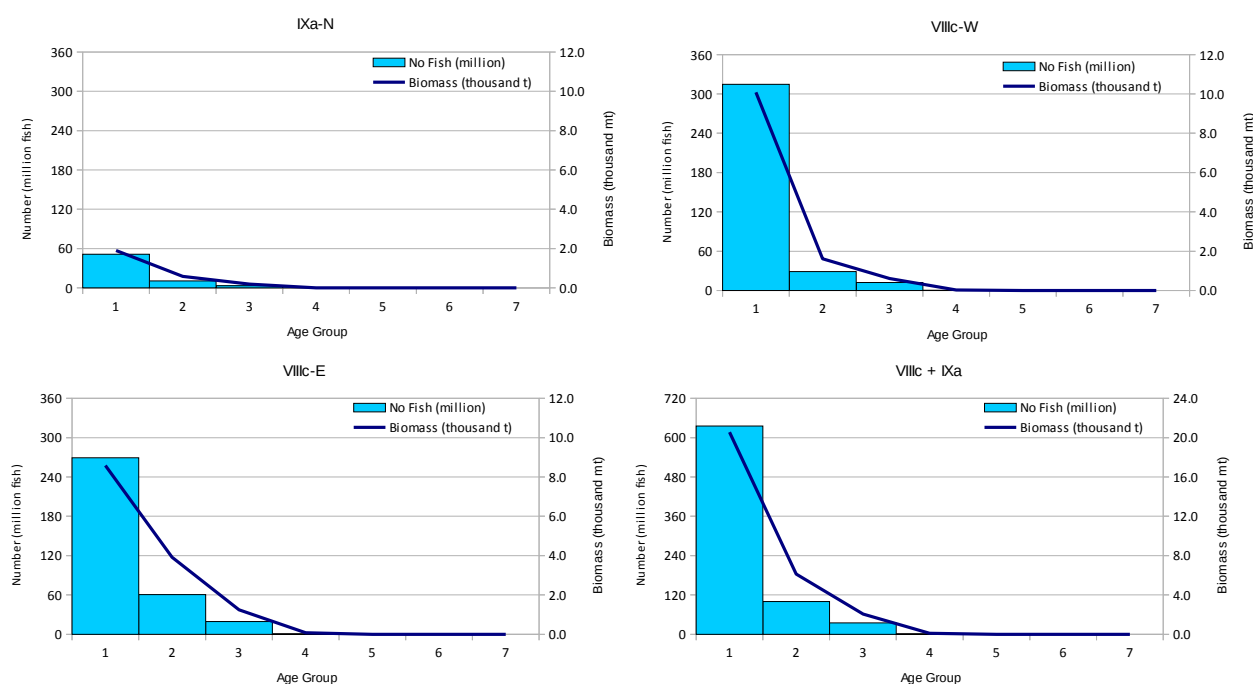 IXa-N
Number (million fish)
360
300
240
180
120
60
0
No Fish (million)
Biomass (thousand t)
12.0
10.0
8.0
6.0
4.0
2.0
0.0
Biomass (thousand mt)
1 2 3 4 5 6 7
Age Group
VIIIc-W
Number (million fish)
360
300
240
180
120
60
0
No Fish (million)
Biomass (thousand t)
12.0
10.0
8.0
6.0
4.0
2.0
0.0
Biomass (thousand mt)
1 2 3 4 5 6 7
Age Group
VIIIc-E
Number (million fish)
360
300
240
180
120
60
0
No Fish (million)
Biomass (thousand t)
12.0
10.0
8.0
6.0
4.0
2.0
0.0
Biomass (thousand mt)
1 2 3 4 5 6 7
Age Group
VIIIc + IXa
Number (million fish)
720
600
480
360
240
120
0
No Fish (million)
Biomass (thousand t)
24.0
20.0
16.0
12.0
8.0
4.0
0.0
Biomass (thousand mt)
1 2 3 4 5 6 7
Age Group